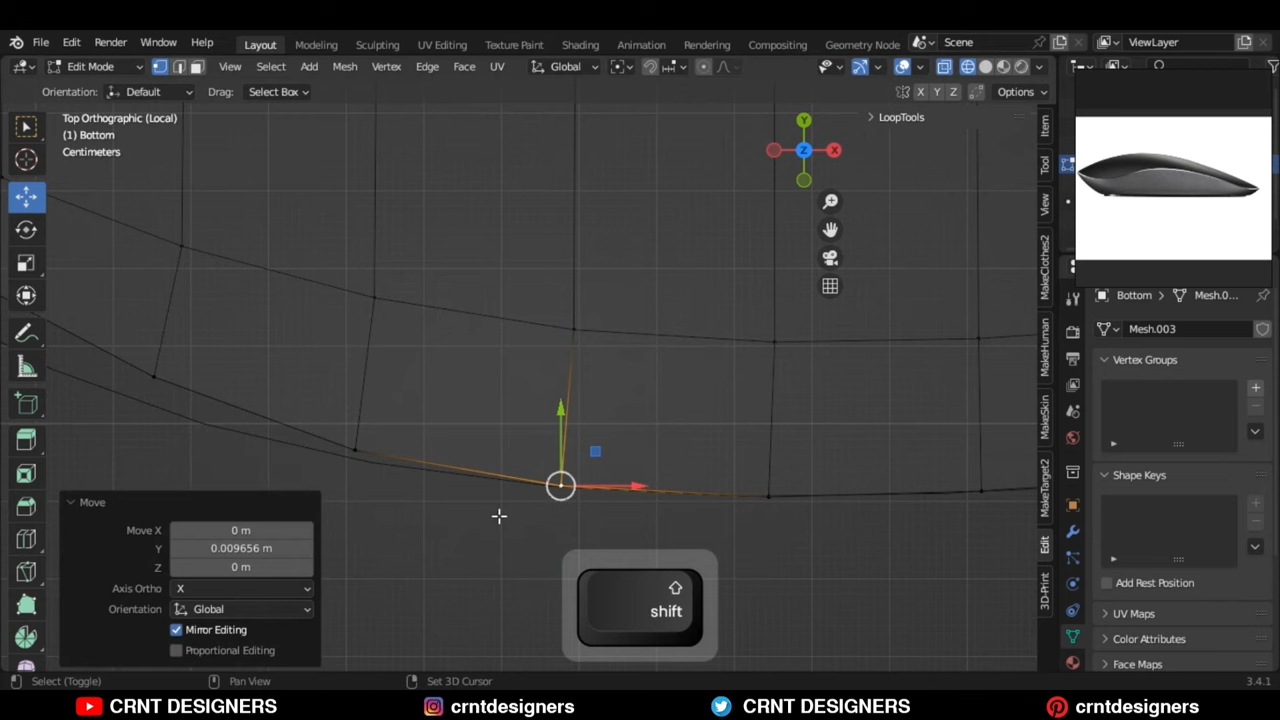 File Edit Render Window Help Layout Modeling Sculpting UV Editing Texture Paint Shading Animation Rendering Compositing Geometry Node Scene ViewLayer
Edit Mode View Select Add Mesh Vertex Edge Face UV Global
Orientation: Default Drag: Select Box X Y Z Options
Top Orthographic (Local)
(1) Bottom
Centimeters
LoopTools
Y
Z
X
Item
Tool
View
MakeClothes2
MakeHuman
MakeSkin
MakeTarget2
Edit
3D-Print
Bottom Mesh.0...
Mesh.003
Vertex Groups
Shape Keys
Add Rest Position
UV Maps
Color Attributes
Face Maps
Move
Move X 0 m
Y 0.009656 m
Z 0 m
Axis Ortho X
Orientation Global
Mirror Editing
Proportional Editing
shift
Select (Toggle) Pan View Set 3D Cursor 3.4.1
CRNT DESIGNERS crntdesigners CRNT DESIGNERS crntdesigners